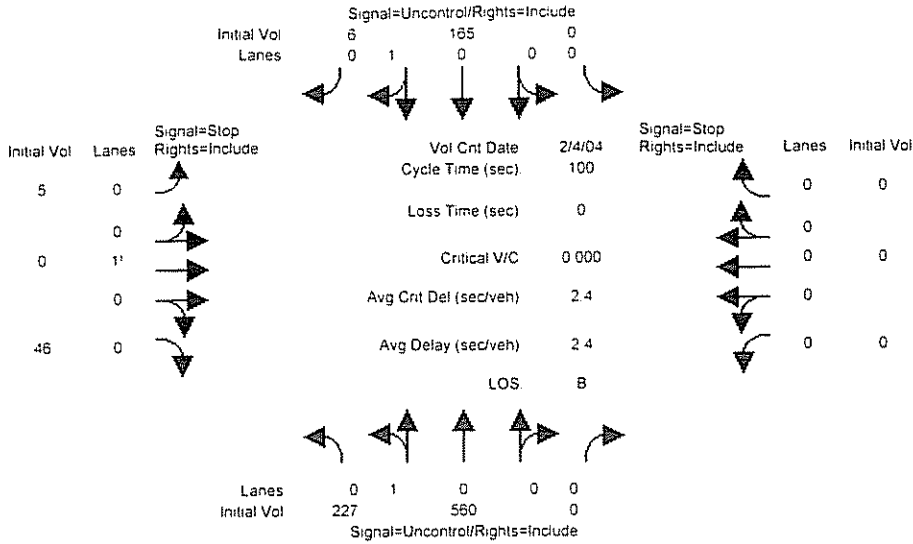 Signal=Uncontrol/Rights=Include
Initial Vol 6 165 0
Lanes 0 1 0 0 0
Signal=Stop
Rights=Include
Initial Vol Lanes
5 0
0
0 1!
0
46 0
Vol Cnt Date 2/4/04
Cycle Time (sec) 100
Loss Time (sec) 0
Critical V/C 0 000
Avg Crit Del (sec/veh) 2.4
Avg Delay (sec/veh) 2 4
LOS. B
Signal=Stop
Rights=Include
Lanes Initial Vol
0 0
0
0 0
0
0 0
Lanes 0 1 0 0 0
Initial Vol 227 560 0
Signal=Uncontrol/Rights=Include